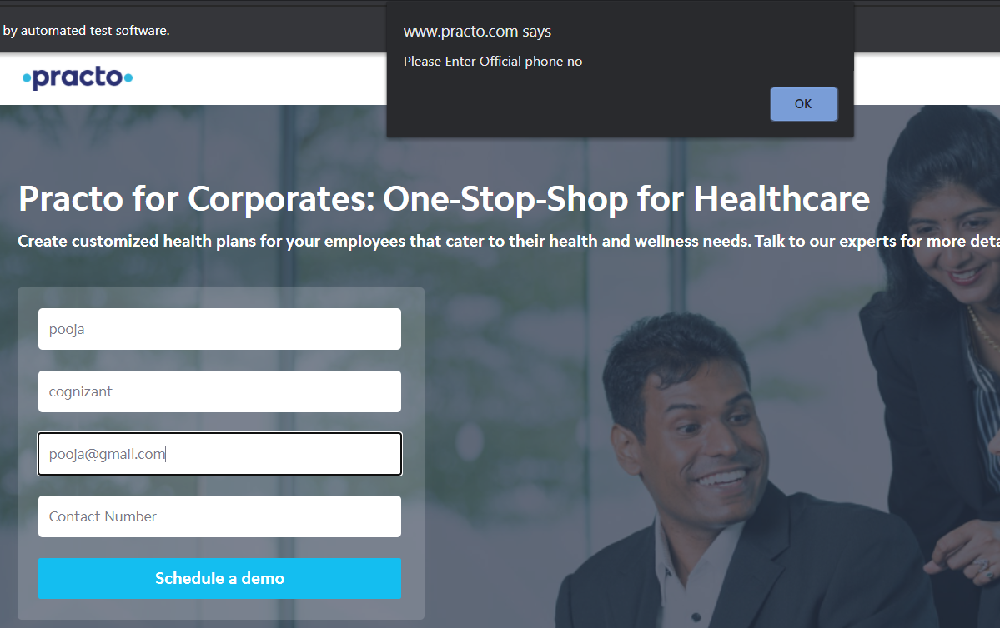 by automated test software.
www.practo.com says
Please Enter Official phone no
OK
•practo•
Practo for Corporates: One-Stop-Shop for Healthcare
Create customized health plans for your employees that cater to their health and wellness needs. Talk to our experts for more deta
pooja
cognizant
pooja@gmail.com
Contact Number
Schedule a demo